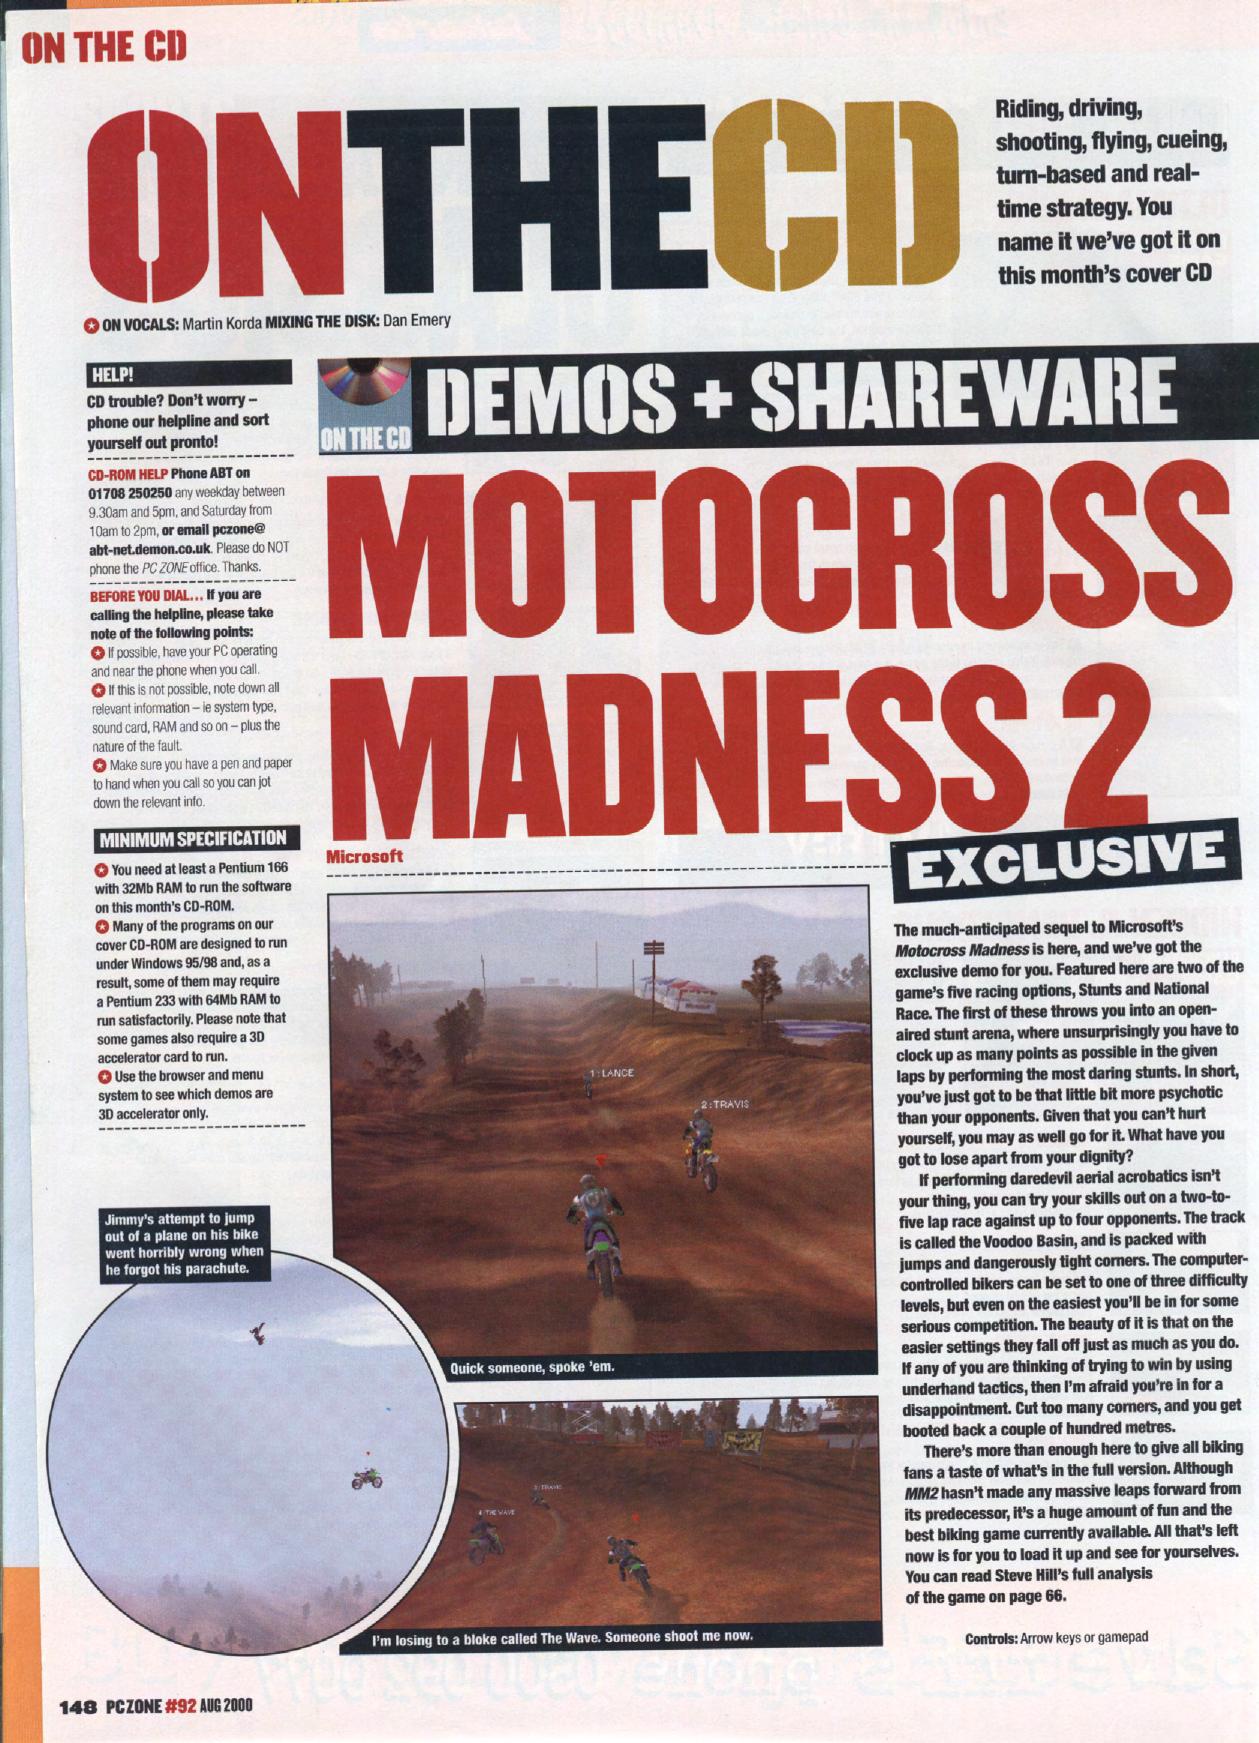 ON THE CD
ONTHECD
Riding, driving,
shooting, flying, cueing,
turn-based and real-
time strategy. You
name it we've got it on
this month's cover CD
ON VOCALS: Martin Korda MIXING THE DISK: Dan Emery
HELP!
CD trouble? Don't worry –
phone our helpline and sort
yourself out pronto!
CD-ROM HELP Phone ABT on
01708 250250 any weekday between
9.30am and 5pm, and Saturday from
10am to 2pm, or email pczone@
abt-net.demon.co.uk. Please do NOT
phone the PC ZONE office. Thanks.
BEFORE YOU DIAL... If you are
calling the helpline, please take
note of the following points:
If possible, have your PC operating
and near the phone when you call.
If this is not possible, note down all
relevant information – ie system type,
sound card, RAM and so on – plus the
nature of the fault.
Make sure you have a pen and paper
to hand when you call so you can jot
down the relevant info.
MINIMUM SPECIFICATION
You need at least a Pentium 166
with 32Mb RAM to run the software
on this month's CD-ROM.
Many of the programs on our
cover CD-ROM are designed to run
under Windows 95/98 and, as a
result, some of them may require
a Pentium 233 with 64Mb RAM to
run satisfactorily. Please note that
some games also require a 3D
accelerator card to run.
Use the browser and menu
system to see which demos are
3D accelerator only.
ON THE CD
DEMOS + SHAREWARE
MOTOCROSS
MADNESS 2
Microsoft
EXCLUSIVE
1:LANCE
2:TRAVIS
Quick someone, spoke 'em.
Jimmy's attempt to jump
out of a plane on his bike
went horribly wrong when
he forgot his parachute.
3:TRAVIS
4:THE WAVE
I'm losing to a bloke called The Wave. Someone shoot me now.
The much-anticipated sequel to Microsoft's
Motocross Madness is here, and we've got the
exclusive demo for you. Featured here are two of the
game's five racing options, Stunts and National
Race. The first of these throws you into an open-
aired stunt arena, where unsurprisingly you have to
clock up as many points as possible in the given
laps by performing the most daring stunts. In short,
you've just got to be that little bit more psychotic
than your opponents. Given that you can't hurt
yourself, you may as well go for it. What have you
got to lose apart from your dignity?
If performing daredevil aerial acrobatics isn't
your thing, you can try your skills out on a two-to-
five lap race against up to four opponents. The track
is called the Voodoo Basin, and is packed with
jumps and dangerously tight corners. The computer-
controlled bikers can be set to one of three difficulty
levels, but even on the easiest you'll be in for some
serious competition. The beauty of it is that on the
easier settings they fall off just as much as you do.
If any of you are thinking of trying to win by using
underhand tactics, then I'm afraid you're in for a
disappointment. Cut too many corners, and you get
booted back a couple of hundred metres.
There's more than enough here to give all biking
fans a taste of what's in the full version. Although
MM2 hasn't made any massive leaps forward from
its predecessor, it's a huge amount of fun and the
best biking game currently available. All that's left
now is for you to load it up and see for yourselves.
You can read Steve Hill's full analysis
of the game on page 66.
Controls: Arrow keys or gamepad
148 PCZONE #92 AUG 2000